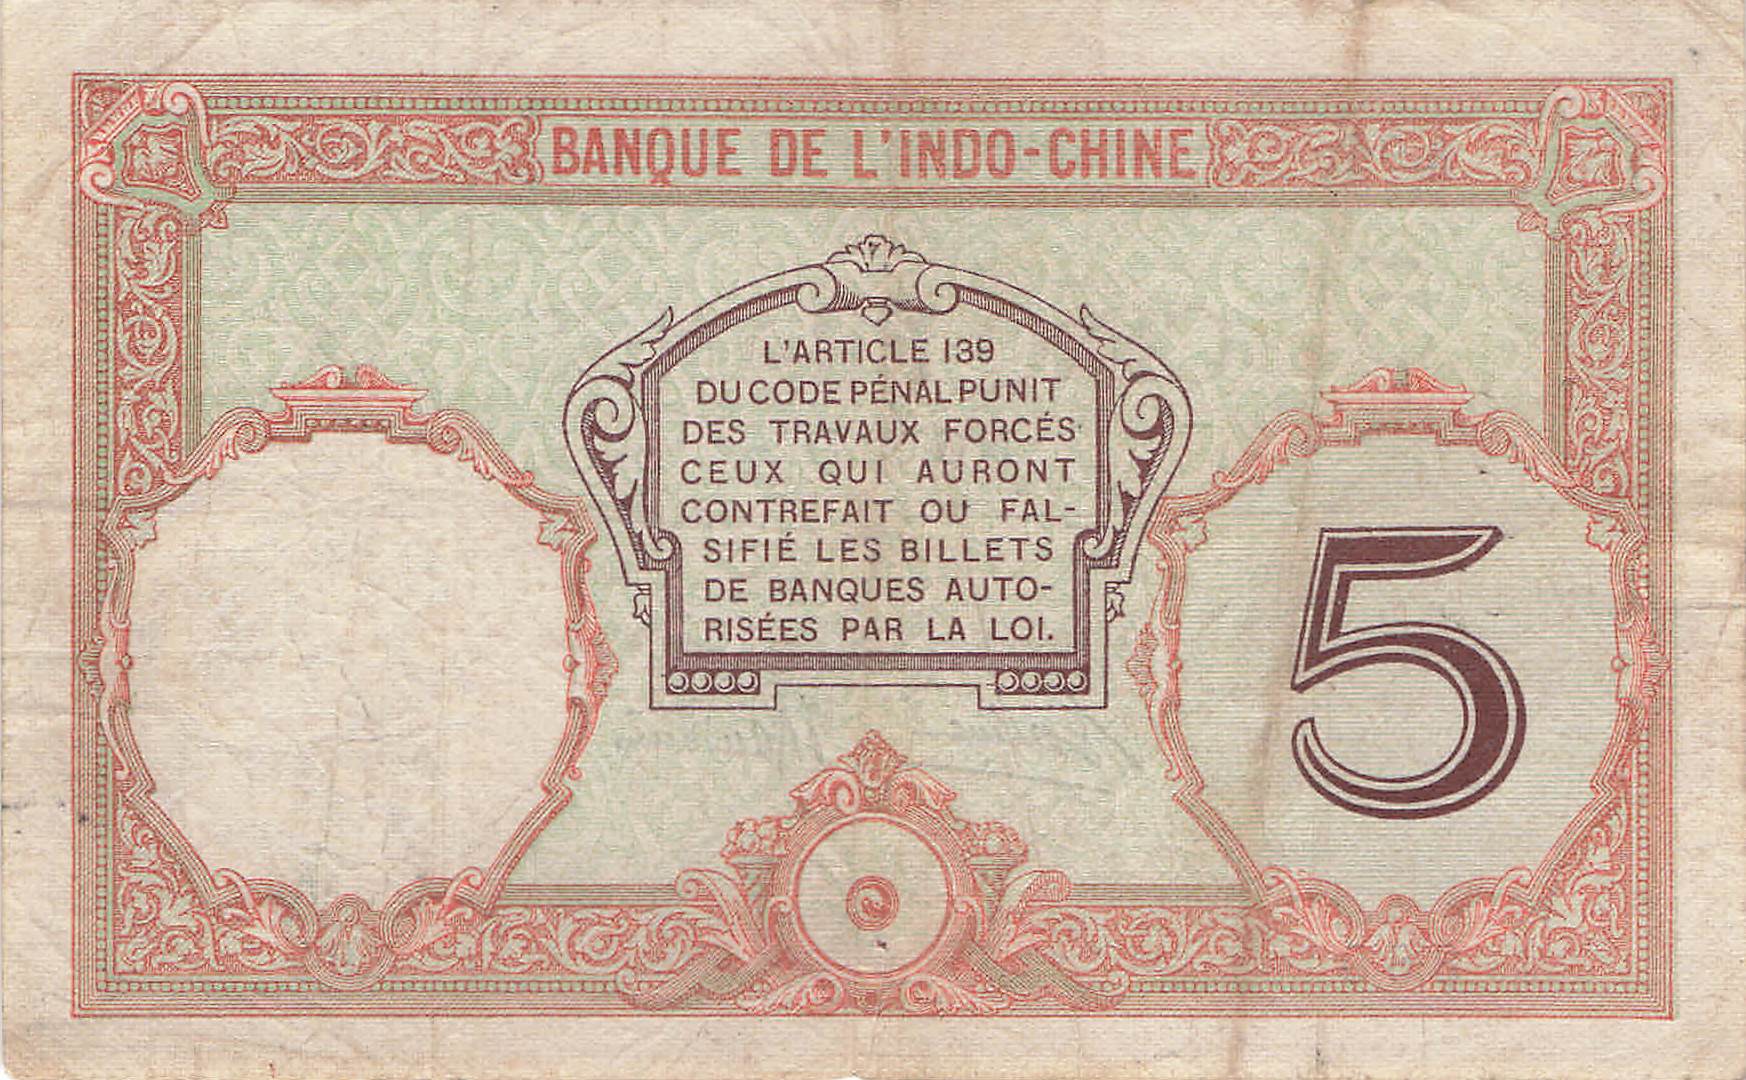 BANQUE DE L'INDO-CHINE
L'ARTICLE 139
DU CODE PÉNAL PUNIT
DES TRAVAUX FORCÉS
CEUX QUI AURONT
CONTREFAIT OU FAL-
SIFIÉ LES BILLETS
DE BANQUES AUTO-
RISÉES PAR LA LOI.
5